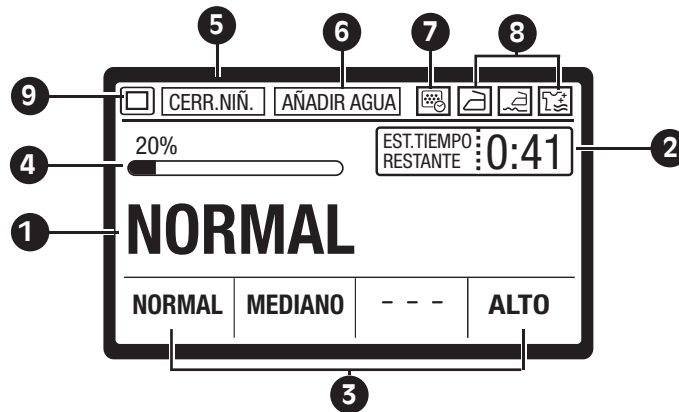 5 6 7 8
9 CERR.NIÑ. AÑADIR AGUA
20% EST.TIEMPO
RESTANTE 0:41 2
4
1 NORMAL
NORMAL MEDIANO - - - ALTO
3